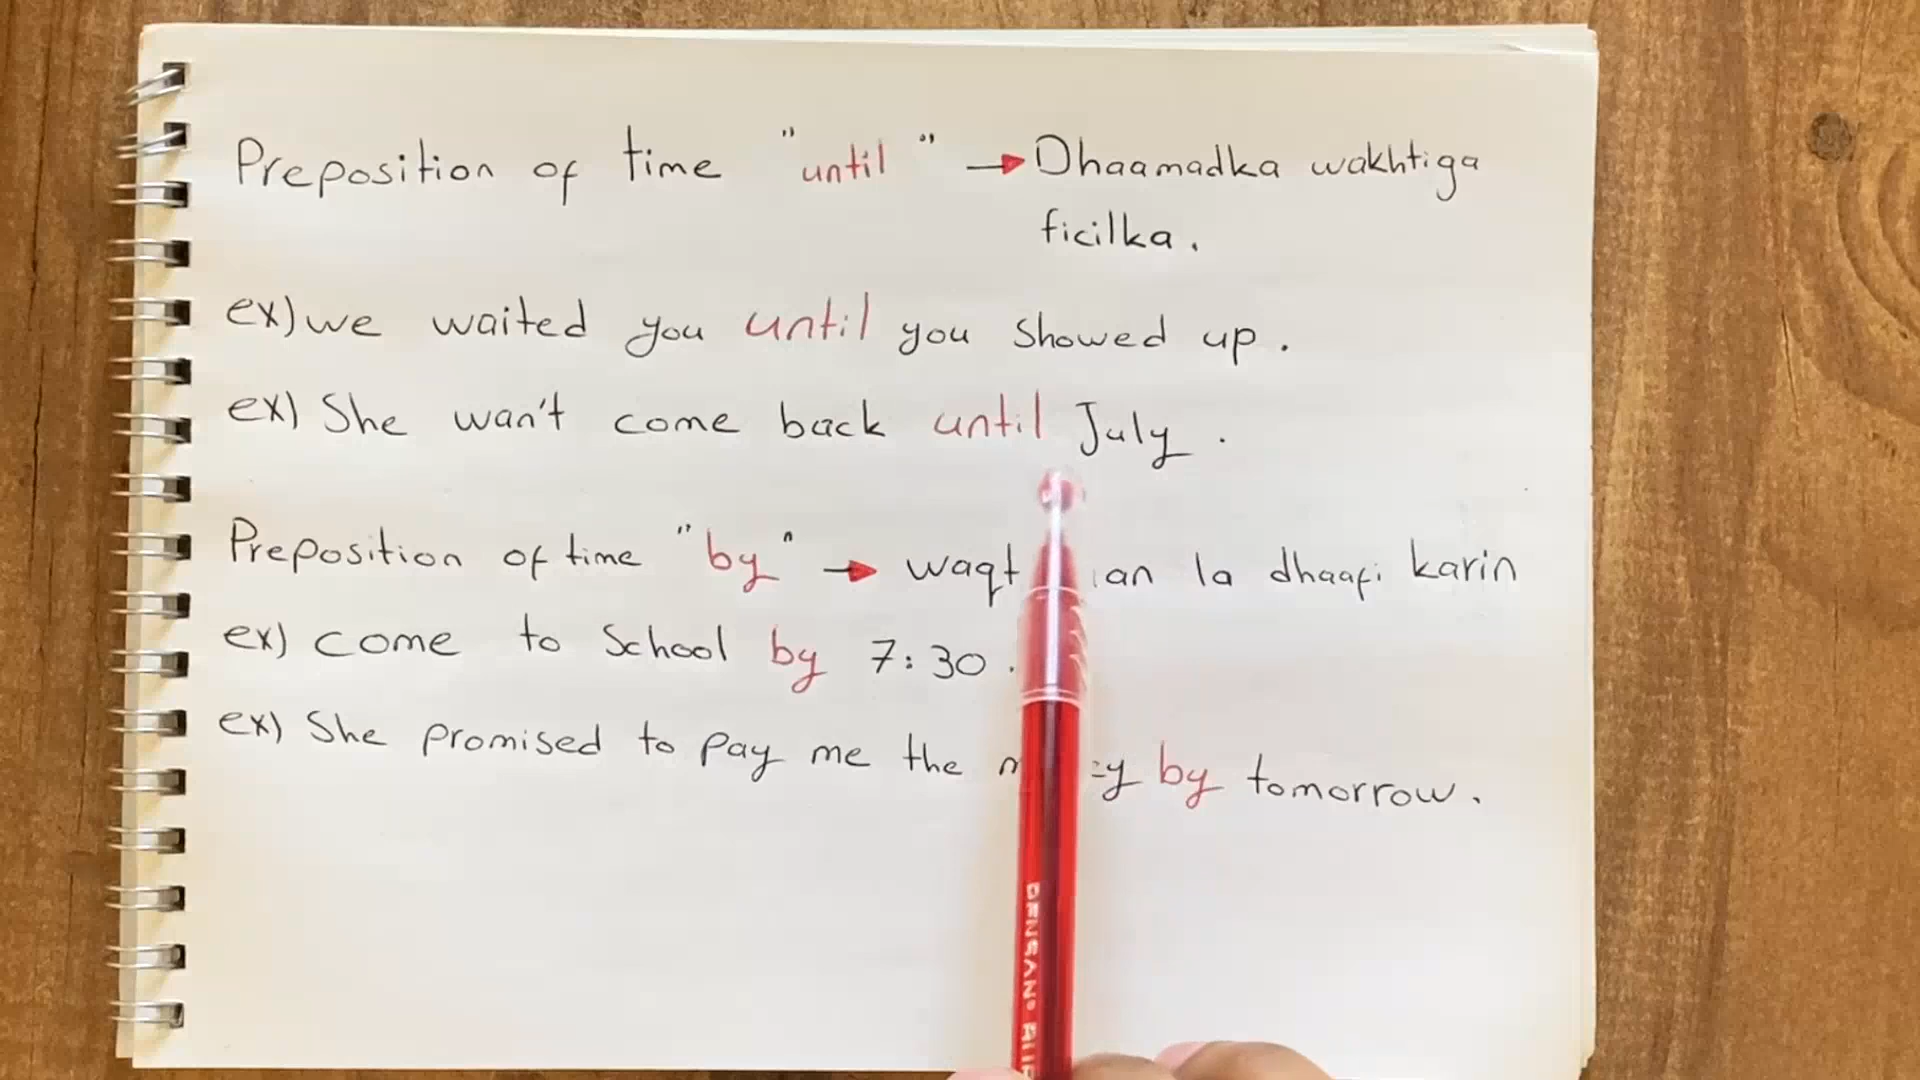 Preposition of time "until" → Dhaamadka wakhtiga
ficilka.
ex) we waited you until you showed up.
ex) She wan't come back until July.
Preposition of time "by" → waqt an la dhaafi karin
ex) come to School by 7:30.
ex) She promised to pay me the by tomorrow.
DENSAN